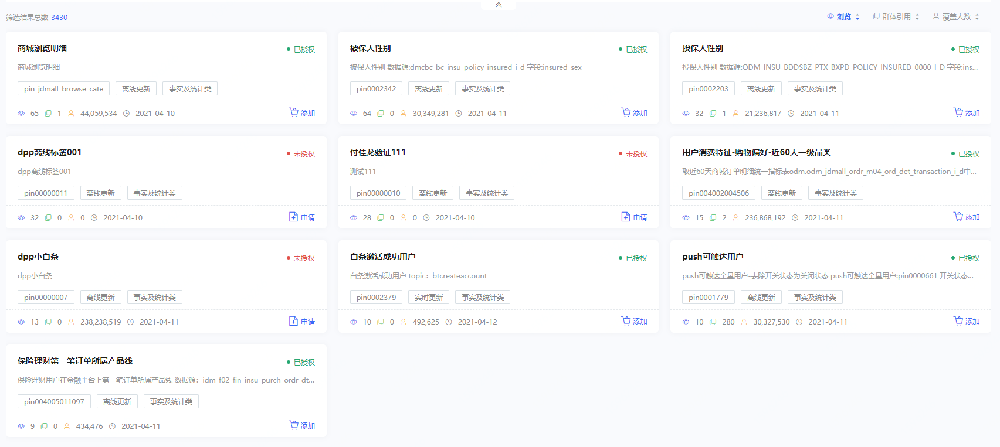 筛选结果总数 3430
浏览 群体引用 覆盖人数
商城浏览明细
已授权
商城浏览明细
pin_jdmall_browse_cate 离线更新 事实及统计类
65 1 44,059,534 2021-04-10 添加
被保人性别
已授权
被保人性别 数据源:dmcbc_bc_insu_policy_insured_i_d 字段:insured_sex
pin0002342 离线更新 事实及统计类
64 0 30,349,281 2021-04-11 添加
投保人性别
已授权
投保人性别 数据源:ODM_INSU_BDDSBZ_PTX_BXPD_POLICY_INSURED_0000_I_D 字段:ins...
pin0002203 离线更新 事实及统计类
32 1 21,236,817 2021-04-11 添加
dpp离线标签001
未授权
dpp离线标签001
pin00000011 离线更新 事实及统计类
32 0 0 2021-04-10 申请
付佳龙验证111
未授权
测试111
pin00000010 离线更新 事实及统计类
28 0 0 2021-04-10 申请
用户消费特征-购物偏好-近60天一级品类
已授权
取近60天商城订单明细统一指标表odm.odm_jdmall_ordr_m04_ord_det_transaction_i_d中...
pin004002004506 离线更新 事实及统计类
15 2 236,868,192 2021-04-11 添加
dpp小白条
未授权
dpp小白条
pin00000007 离线更新 事实及统计类
13 0 238,238,519 2021-04-11 申请
白条激活成功用户
已授权
白条激活成功用户 topic：btcreateaccount
pin0002379 实时更新 事实及统计类
10 0 492,625 2021-04-12 添加
push可触达用户
已授权
push可触达全量用户-去除开关状态为关闭状态 push可触达全量用户:pin0000661 开关状态...
pin0001779 离线更新 事实及统计类
10 280 30,327,530 2021-04-11 添加
保险理财第一笔订单所属产品线
已授权
保险理财用户在金融平台上第一笔订单所属产品线 数据源：idm_f02_fin_insu_purch_ordr_dt...
pin004005011097 离线更新 事实及统计类
9 0 434,476 2021-04-11 添加